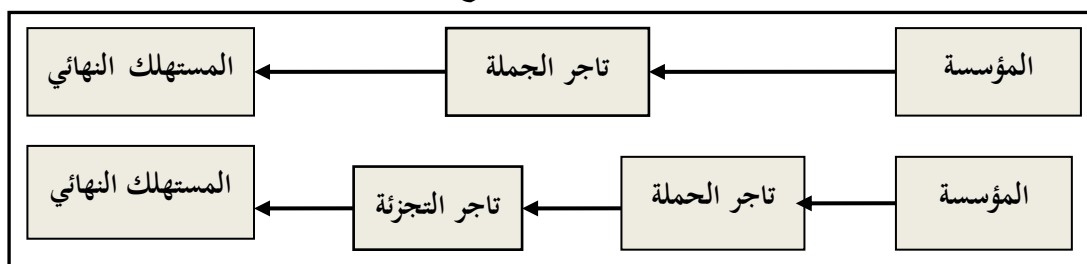 المؤسسة تاجر الجملة المستهلك النهائي
المؤسسة تاجر الحملة تاجر التجزئة المستهلك النهائي